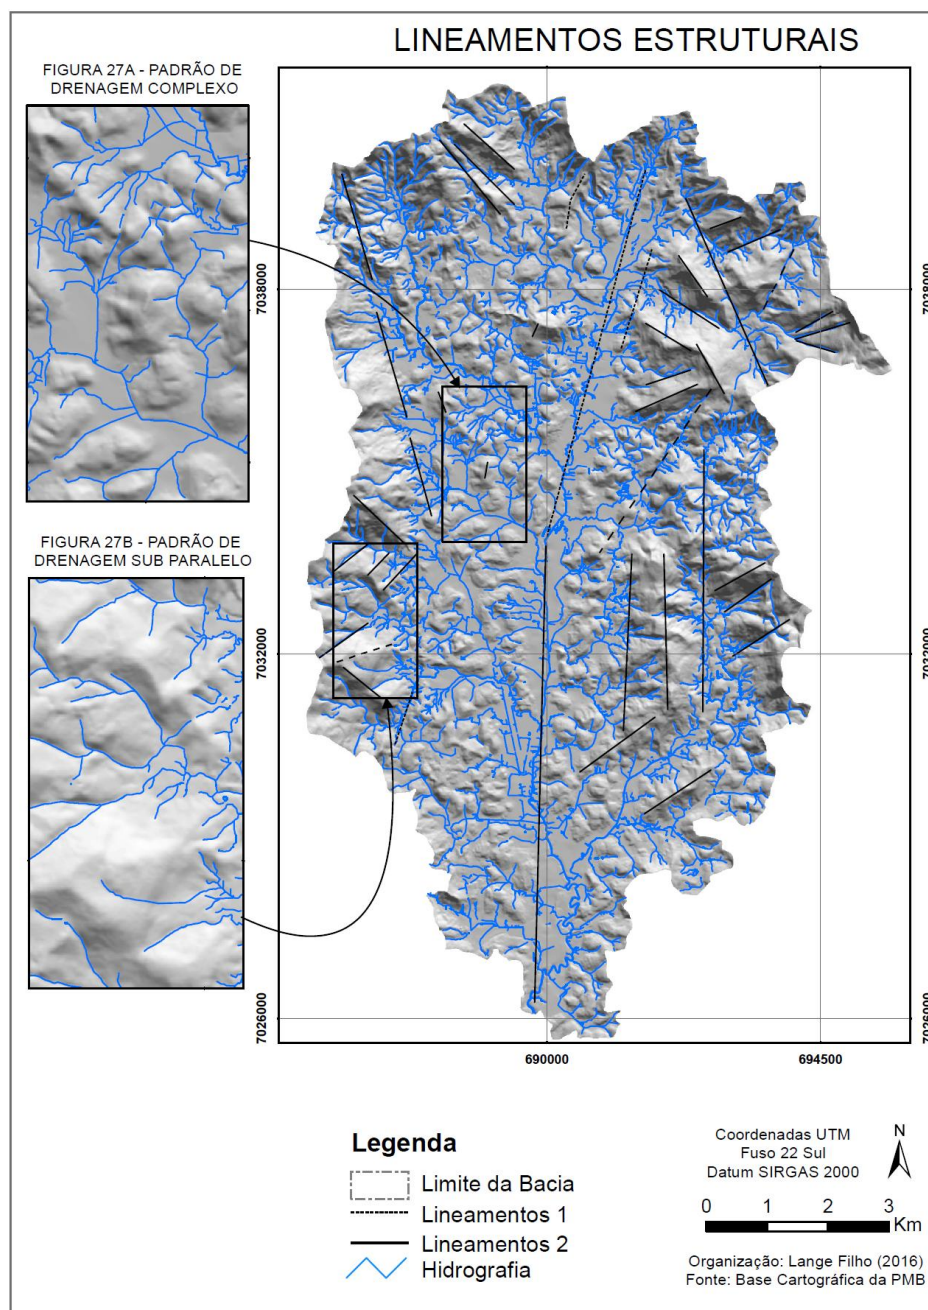 LINEAMENTOS ESTRUTURAIS
FIGURA 27A - PADRÃO DE
DRENAGEM COMPLEXO
FIGURA 27B - PADRÃO DE
DRENAGEM SUB PARALELO
7038000
7038000
7032000
7032000
7026000
7026000
690000
694500
Legenda
Limite da Bacia
Lineamentos 1
Lineamentos 2
Hidrografia
Coordenadas UTM
Fuso 22 Sul
Datum SIRGAS 2000
N
0 1 2 3
Km
Organização: Lange Filho (2016)
Fonte: Base Cartográfica da PMB